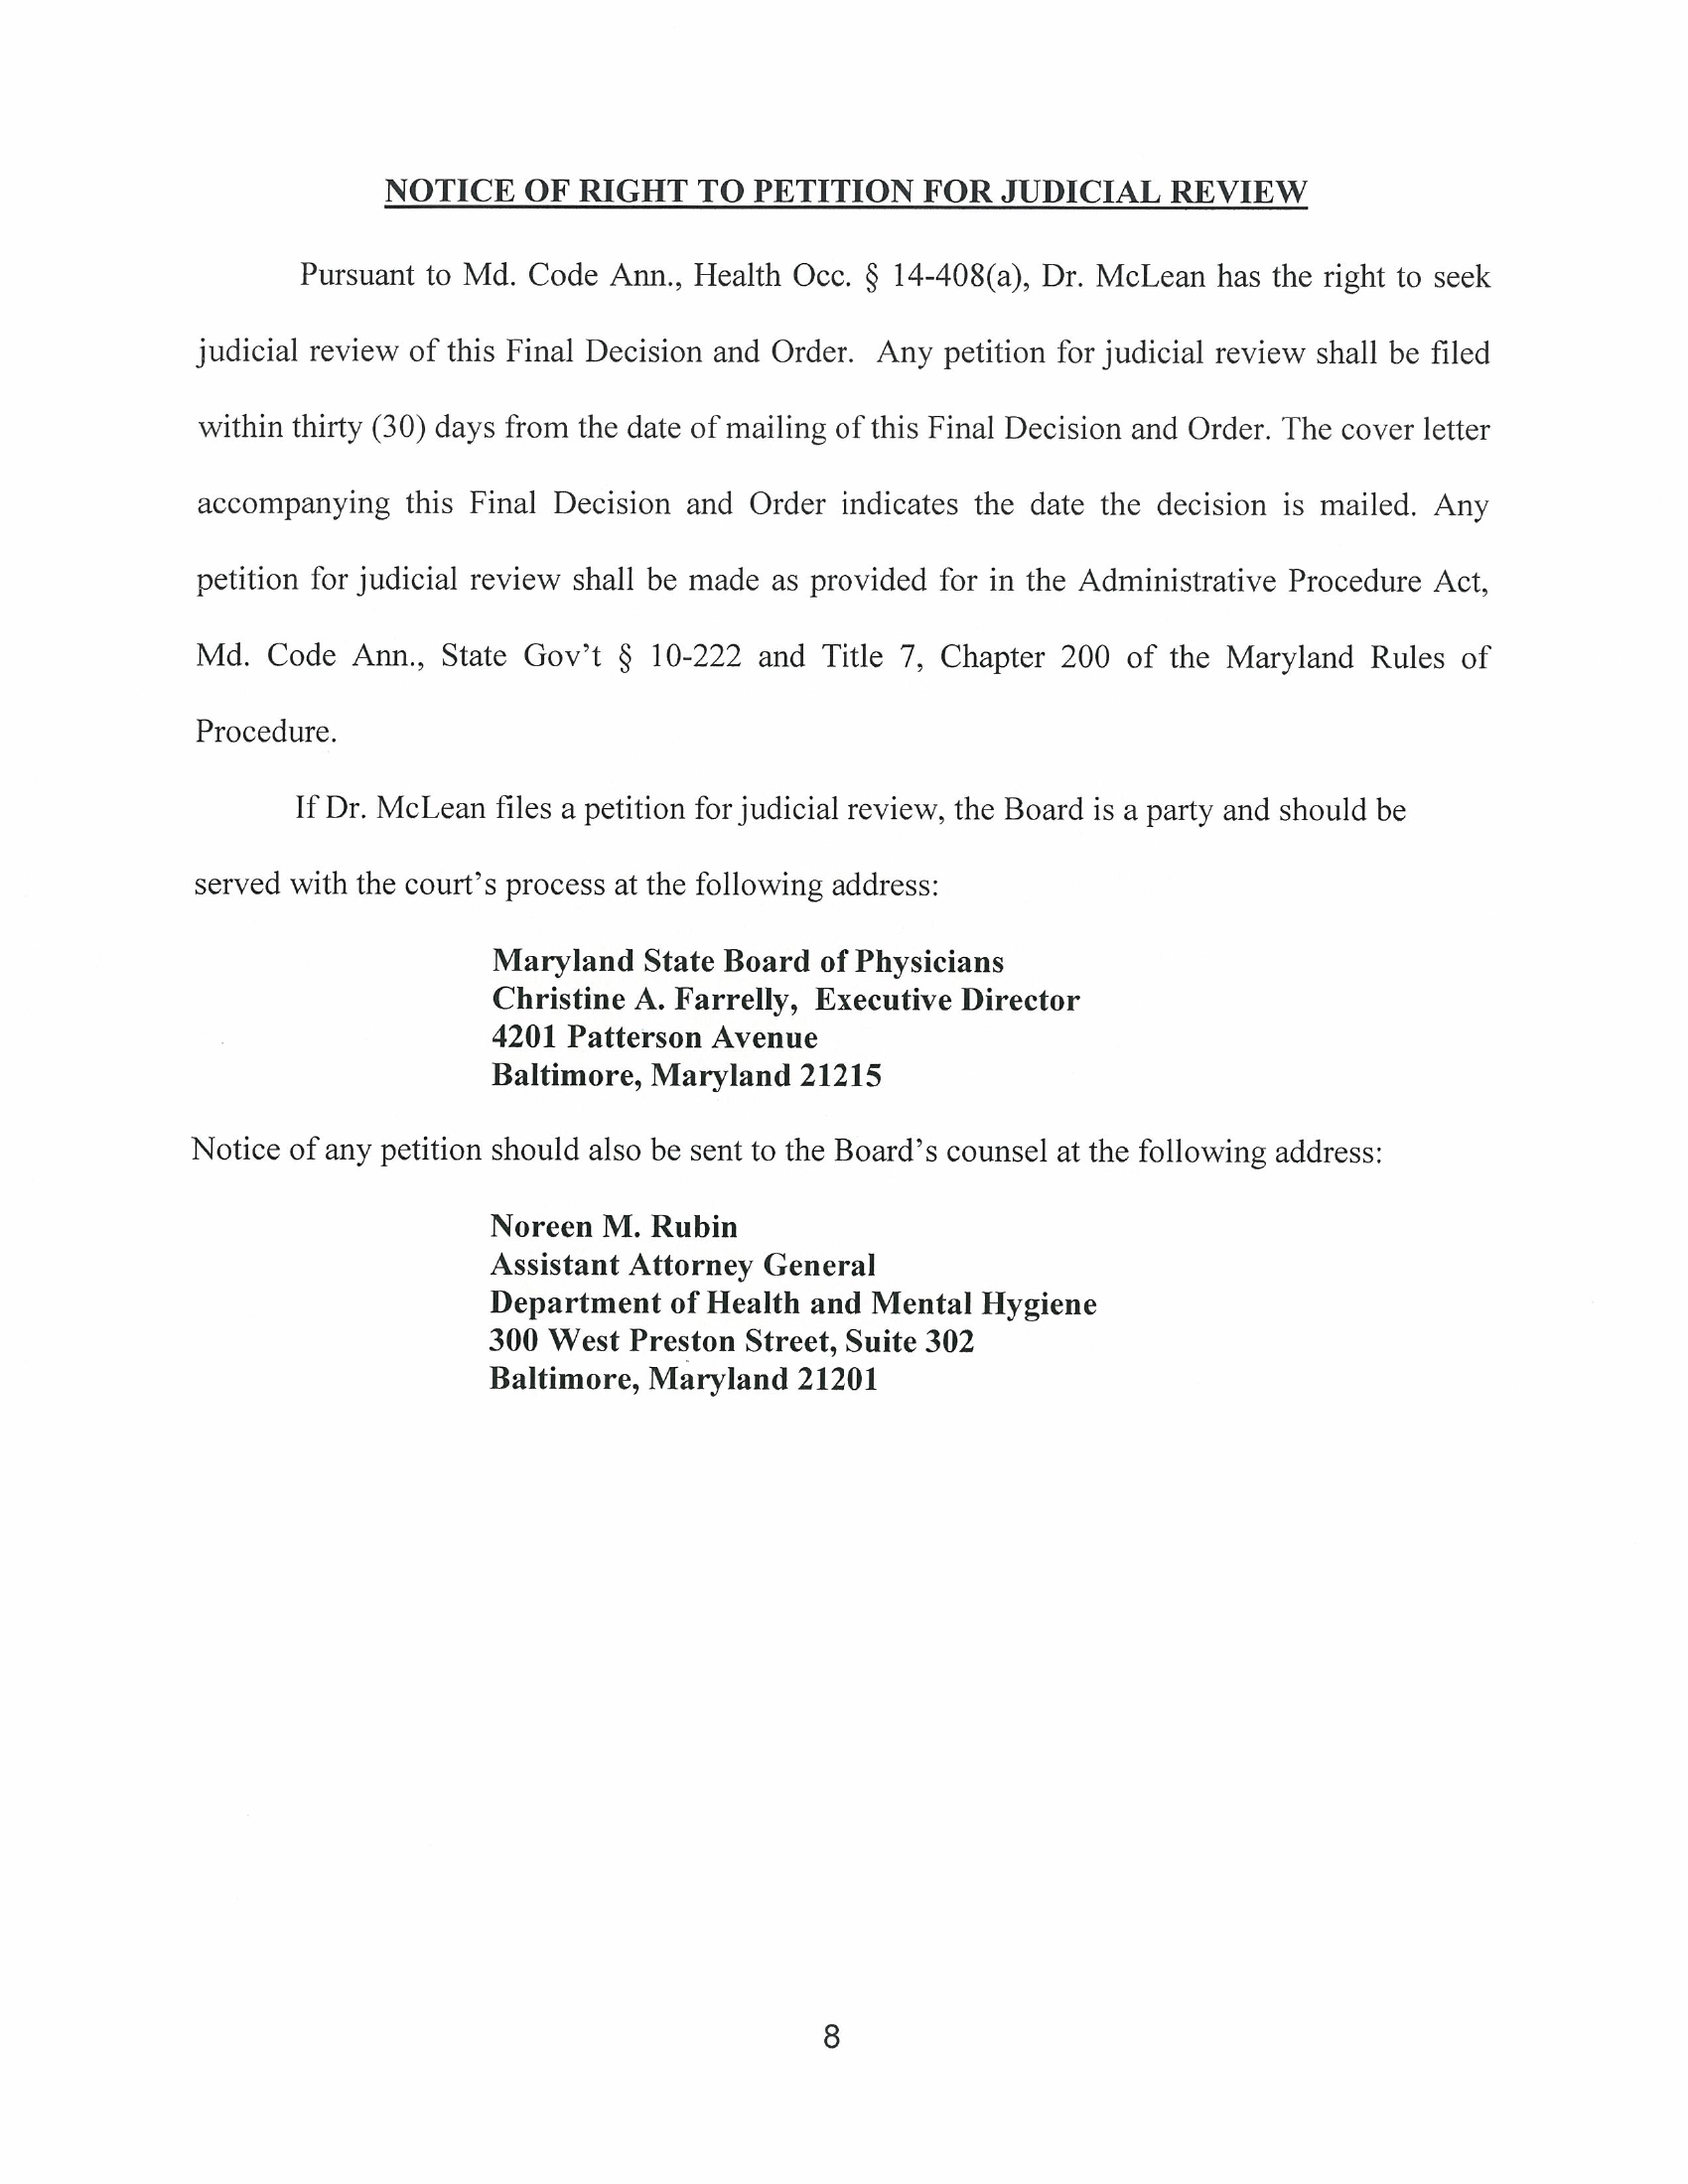 NOTICE OF RIGHT TO PETITION FOR JUDICIAL REVIEW
Pursuant to Md. Code Ann., Health Occ. § 14-408(a), Dr. McLean has the right to seek
judicial review of this Final Decision and Order. Any petition for judicial review shall be filed
within thirty (30) days from the date of mailing of this Final Decision and Order. The cover letter
accompanying this Final Decision and Order indicates the date the decision is mailed. Any
petition for judicial review shall be made as provided for in the Administrative Procedure Act,
Md. Code Ann., State Gov’t § 10-222 and Title 7, Chapter 200 of the Maryland Rules of
Procedure.
If Dr. McLean files a petition for judicial review, the Board is a party and should be
served with the court’s process at the following address:
Maryland State Board of Physicians
Christine A. Farrelly, Executive Director
4201 Patterson Avenue
Baltimore, Maryland 21215
Notice of any petition should also be sent to the Board’s counsel at the following address:
Noreen M. Rubin
Assistant Attorney General
Department of Health and Mental Hygiene
300 West Preston Street, Suite 302
Baltimore, Maryland 21201
8